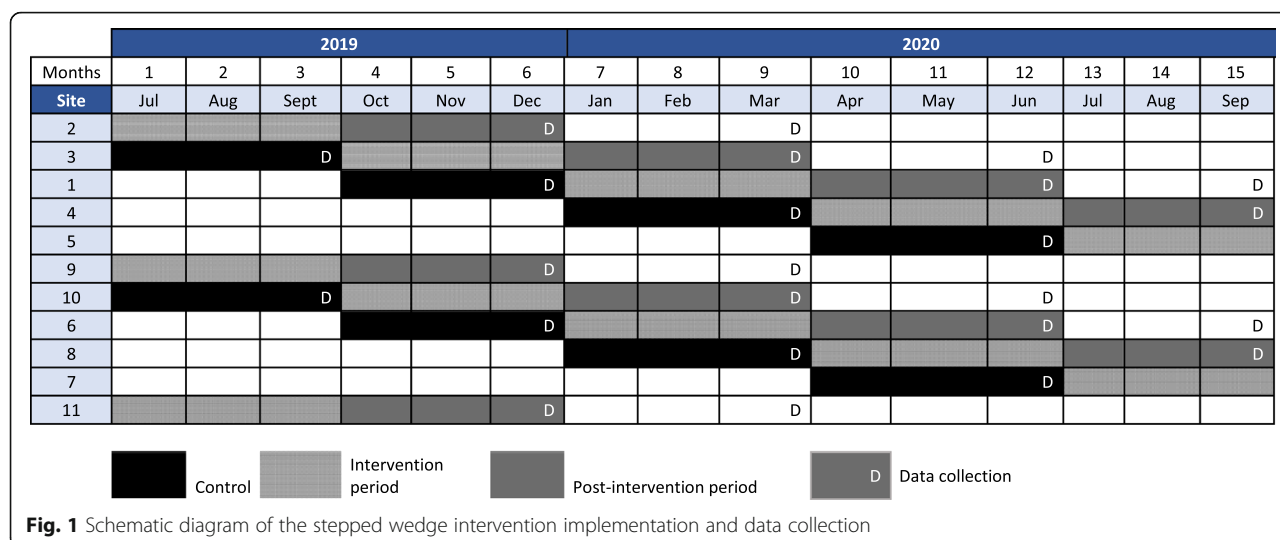 2019 2020
Months 1 2 3 4 5 6 7 8 9 10 11 12 13 14 15
Site Jul Aug Sept Oct Nov Dec Jan Feb Mar Apr May Jun Jul Aug Sep
2 D D
3 D D D
1 D D D
4 D D
5 D
9 D D
10 D D D
6 D D D
8 D D
7 D
11 D D
Control Intervention period Post-intervention period D Data collection
Fig. 1 Schematic diagram of the stepped wedge intervention implementation and data collection